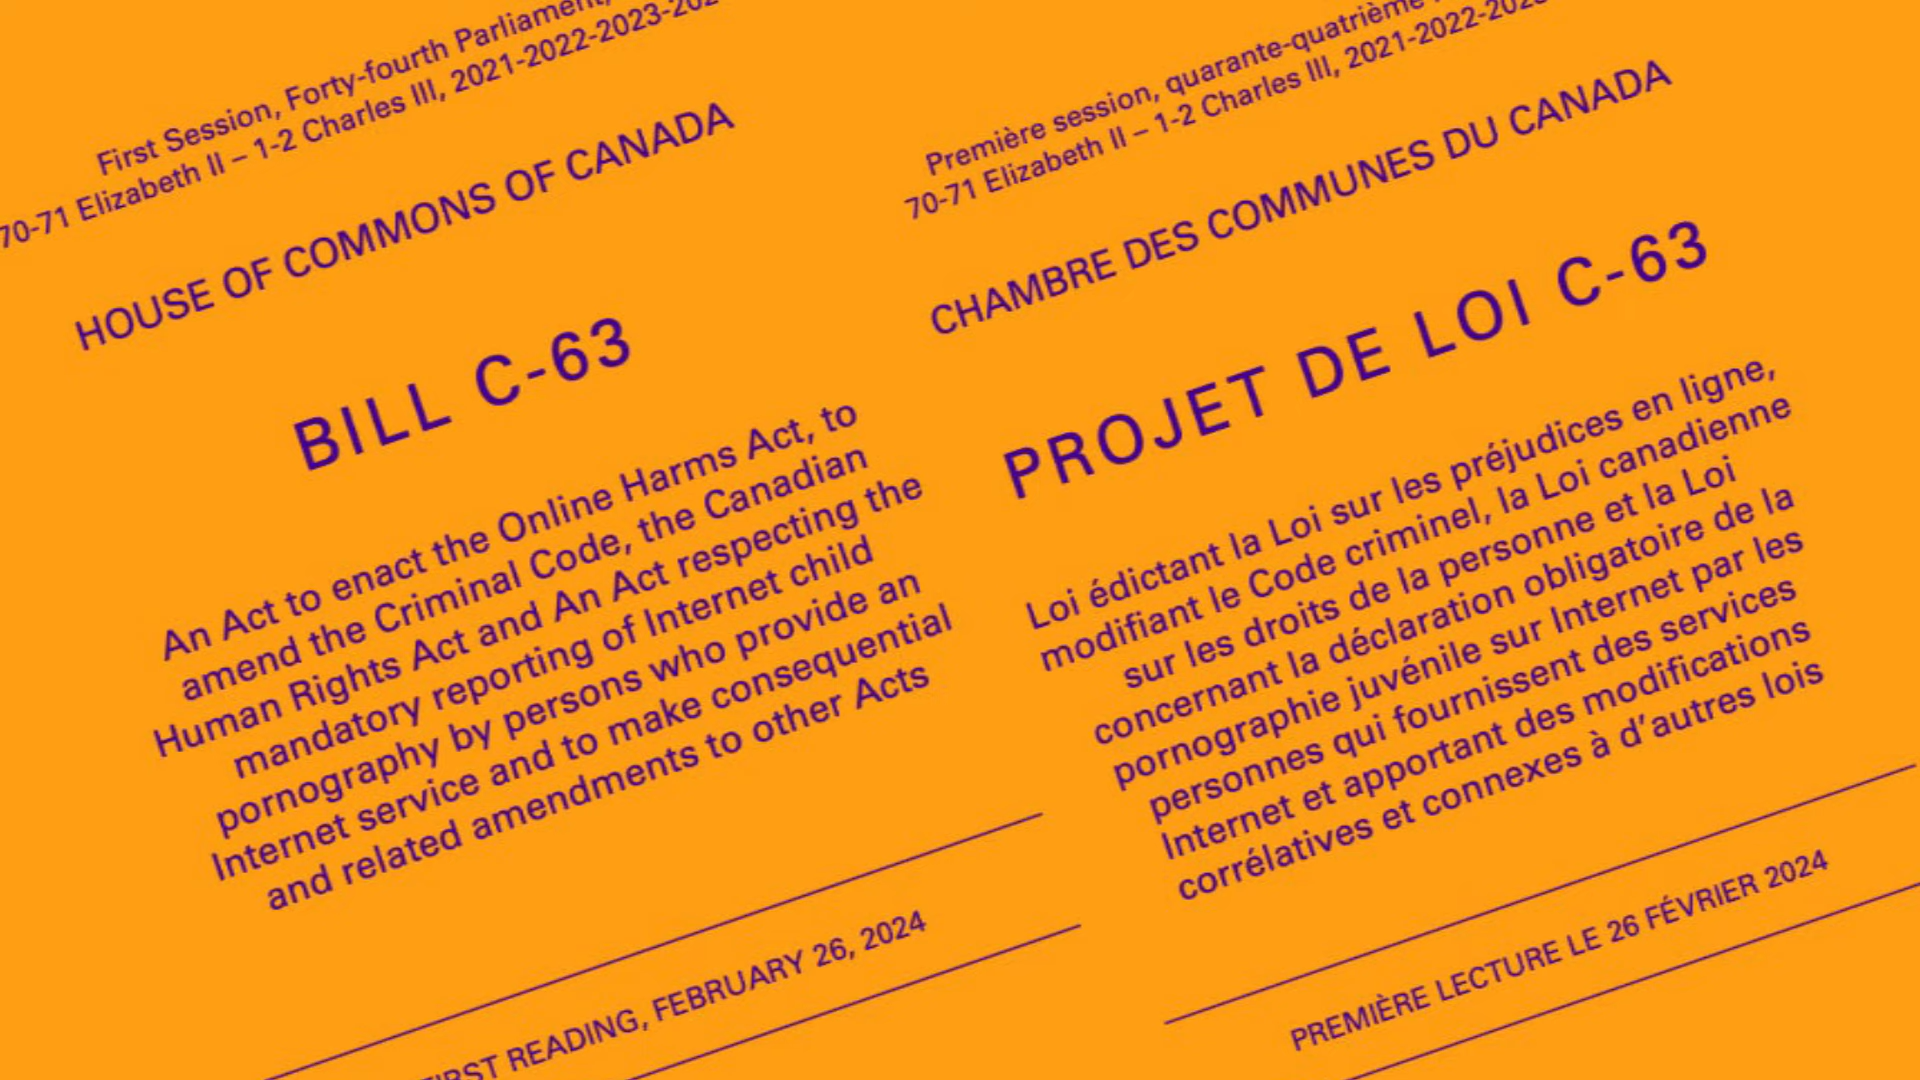 First Session, Forty-fourth Parliament,
70-71 Elizabeth II – 1-2 Charles III, 2021-2022-2023-202
HOUSE OF COMMONS OF CANADA
BILL C-63
An Act to enact the Online Harms Act, to
amend the Criminal Code, the Canadian
Human Rights Act and An Act respecting the
mandatory reporting of Internet child
pornography by persons who provide an
Internet service and to make consequential
and related amendments to other Acts
FIRST READING, FEBRUARY 26, 2024
Première session, quarante-quatrième
70-71 Elizabeth II – 1-2 Charles III, 2021-2022-2023
CHAMBRE DES COMMUNES DU CANADA
PROJET DE LOI C-63
Loi édictant la Loi sur les préjudices en ligne,
modifiant le Code criminel, la Loi canadienne
sur les droits de la personne et la Loi
concernant la déclaration obligatoire de la
pornographie juvénile sur Internet par les
personnes qui fournissent des services
Internet et apportant des modifications
corrélatives et connexes à d'autres lois
PREMIÈRE LECTURE LE 26 FÉVRIER 2024